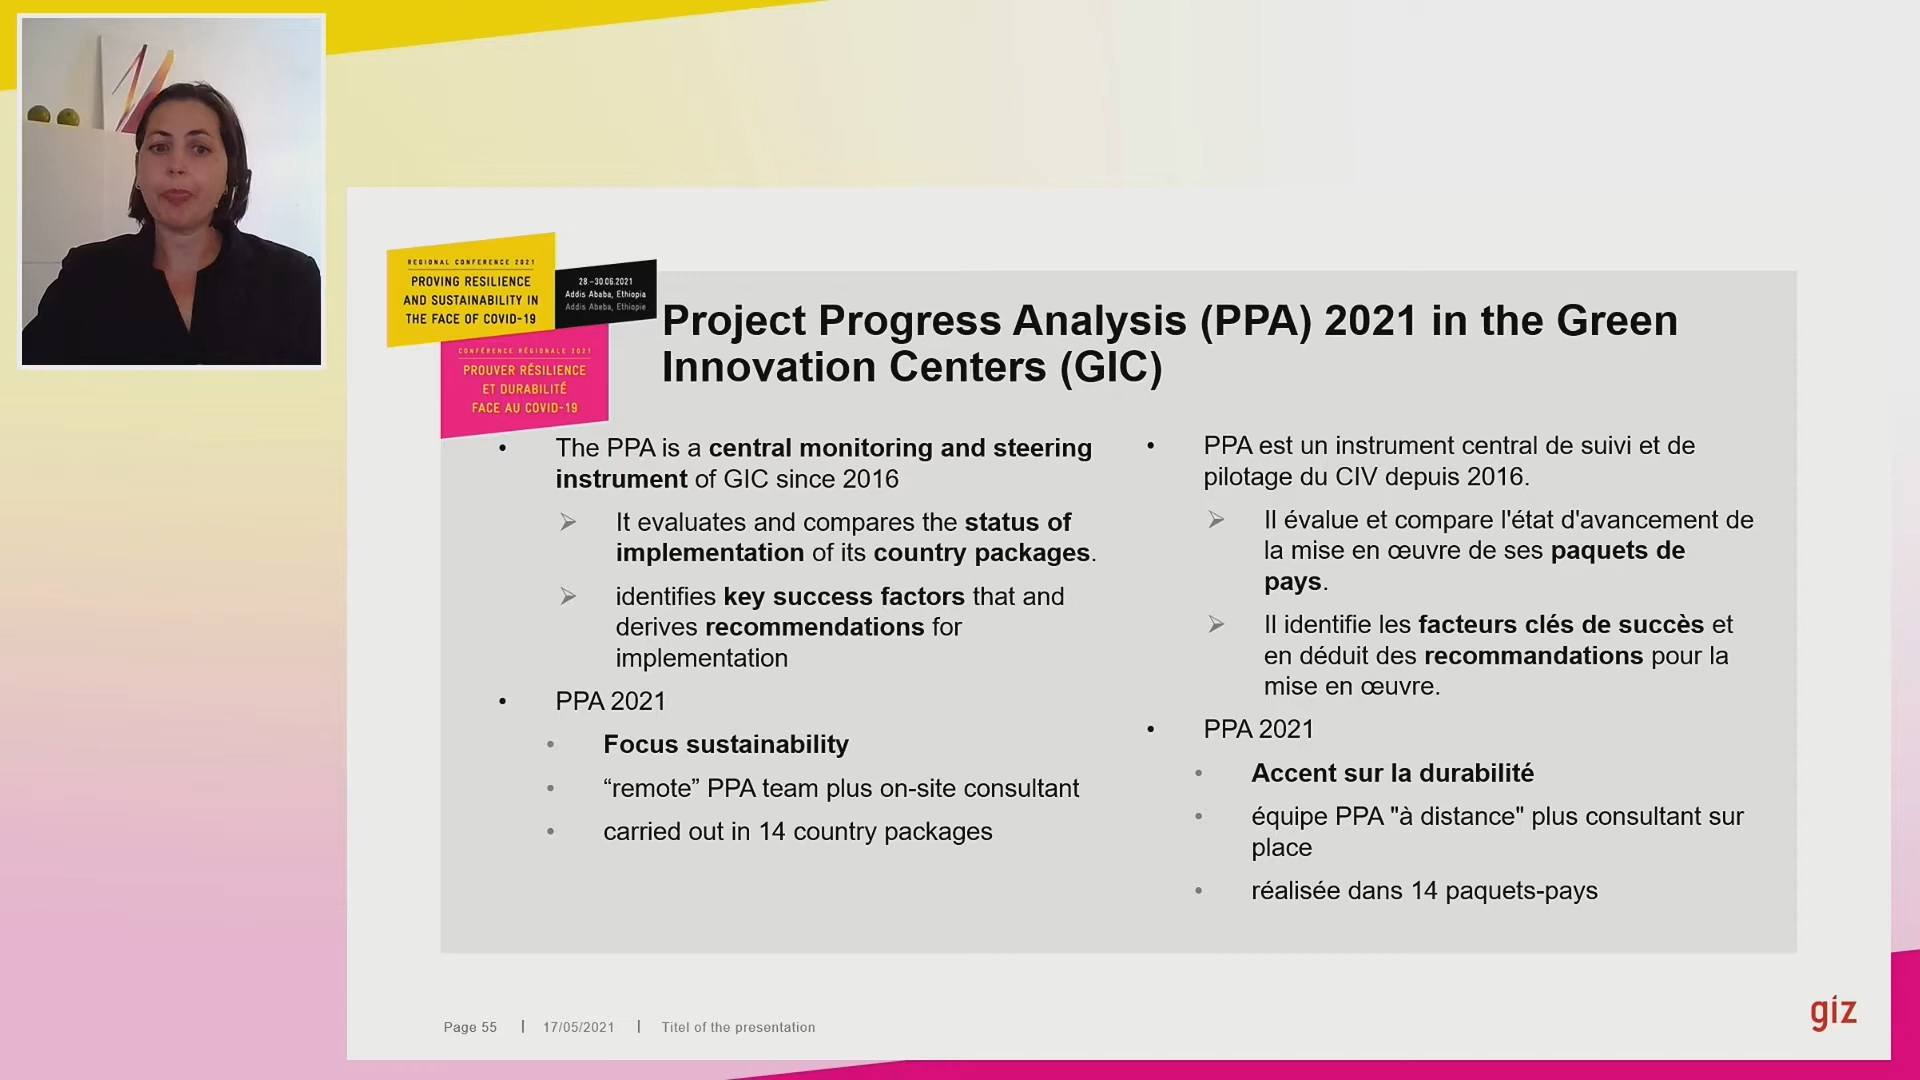 REGIONAL CONFERENCE 2021
PROVING RESILIENCE
AND SUSTAINABILITY IN
THE FACE OF COVID-19
28.-30.06.2021
Addis Ababa, Ethiopia
Addis Abeba, Ethiopie
CONFÉRENCE RÉGIONALE 2021
PROUVER RÉSILIENCE
ET DURABILITÉ
FACE AU COVID-19
Project Progress Analysis (PPA) 2021 in the Green
Innovation Centers (GIC)
• The PPA is a central monitoring and steering
instrument of GIC since 2016
➢ It evaluates and compares the status of
implementation of its country packages.
➢ identifies key success factors that and
derives recommendations for
implementation
• PPA 2021
• Focus sustainability
• “remote” PPA team plus on-site consultant
• carried out in 14 country packages
• PPA est un instrument central de suivi et de
pilotage du CIV depuis 2016.
➢ Il évalue et compare l'état d'avancement de
la mise en œuvre de ses paquets de
pays.
➢ Il identifie les facteurs clés de succès et
en déduit des recommandations pour la
mise en œuvre.
• PPA 2021
• Accent sur la durabilité
• équipe PPA "à distance" plus consultant sur
place
• réalisée dans 14 paquets-pays
Page 55 | 17/05/2021 | Titel of the presentation
giz